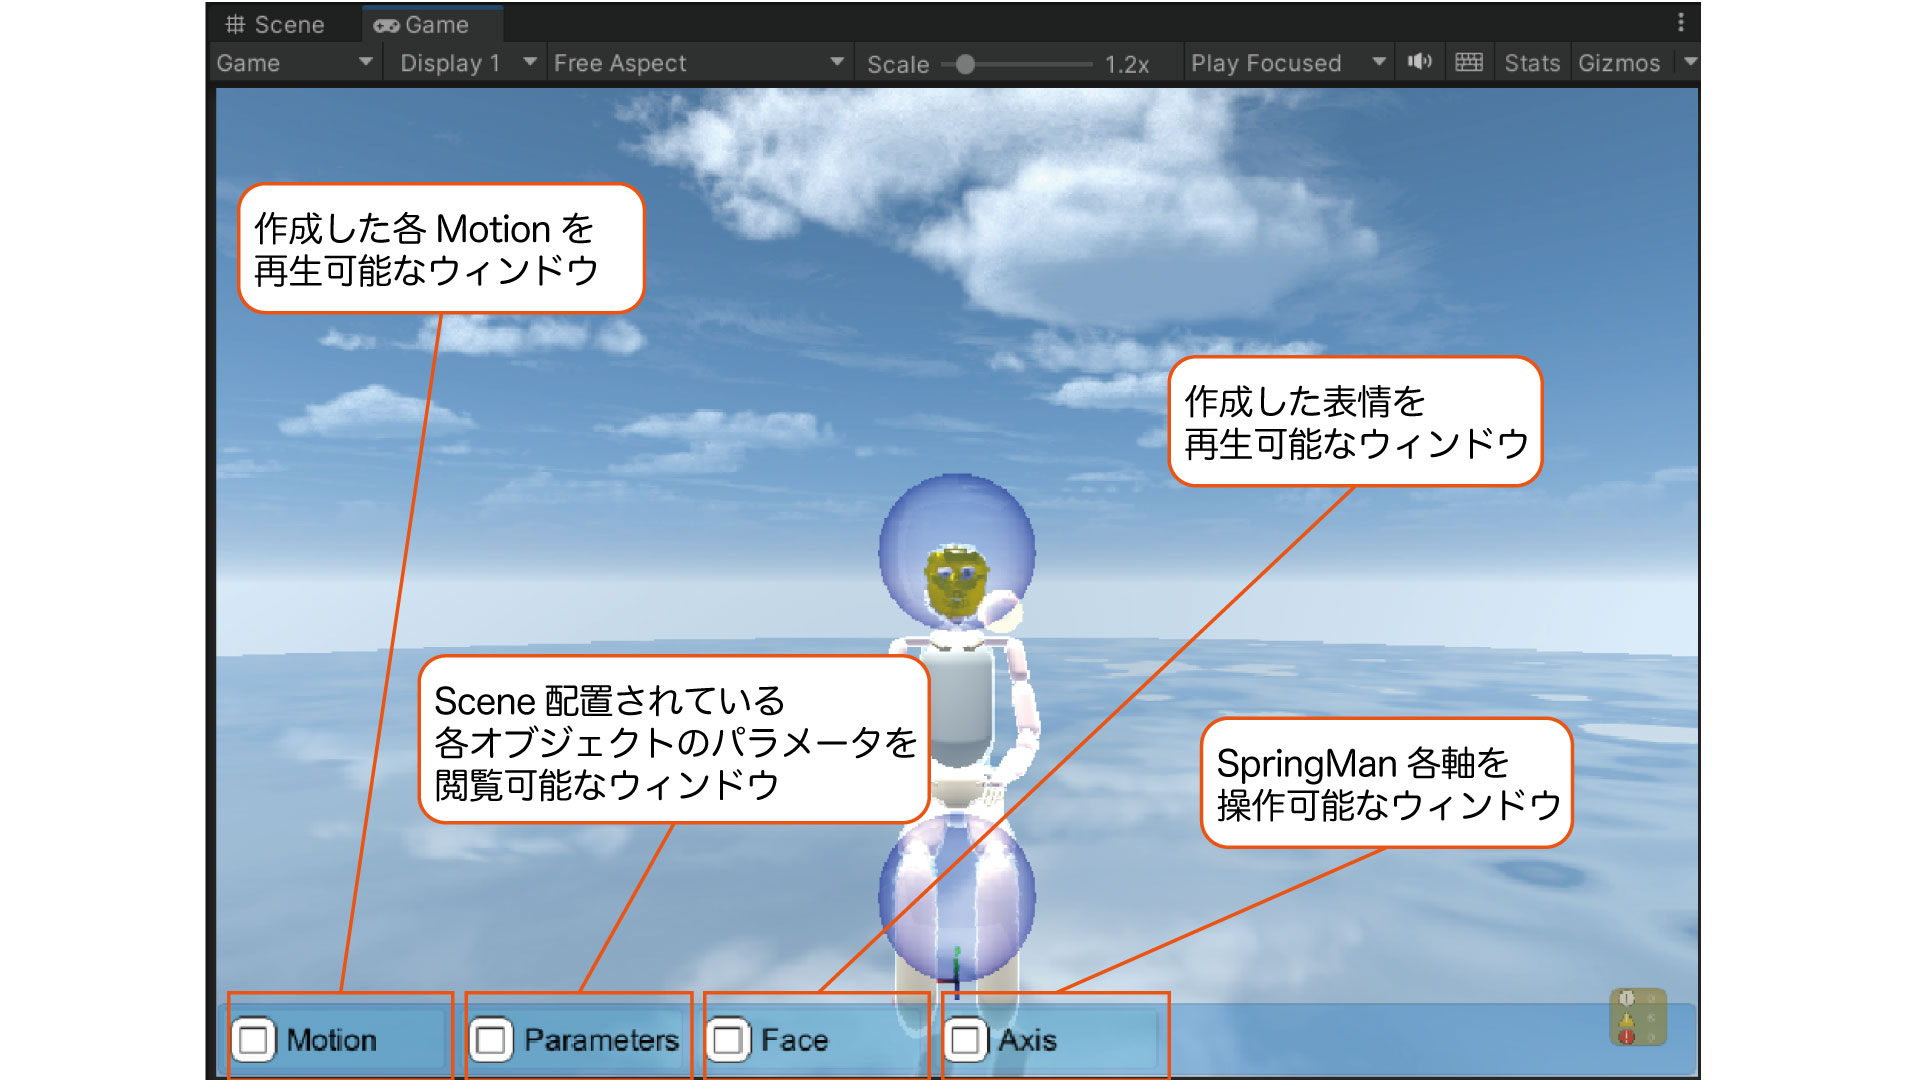 Scene
Game
Game
Display 1
Free Aspect
Scale
1.2x
Play Focused
Stats
Gizmos
作成した各 Motion を
再生可能なウィンドウ
作成した表情を
再生可能なウィンドウ
Scene 配置されている
各オブジェクトのパラメータを
閲覧可能なウィンドウ
SpringMan 各軸を
操作可能なウィンドウ
Motion
Parameters
Face
Axis